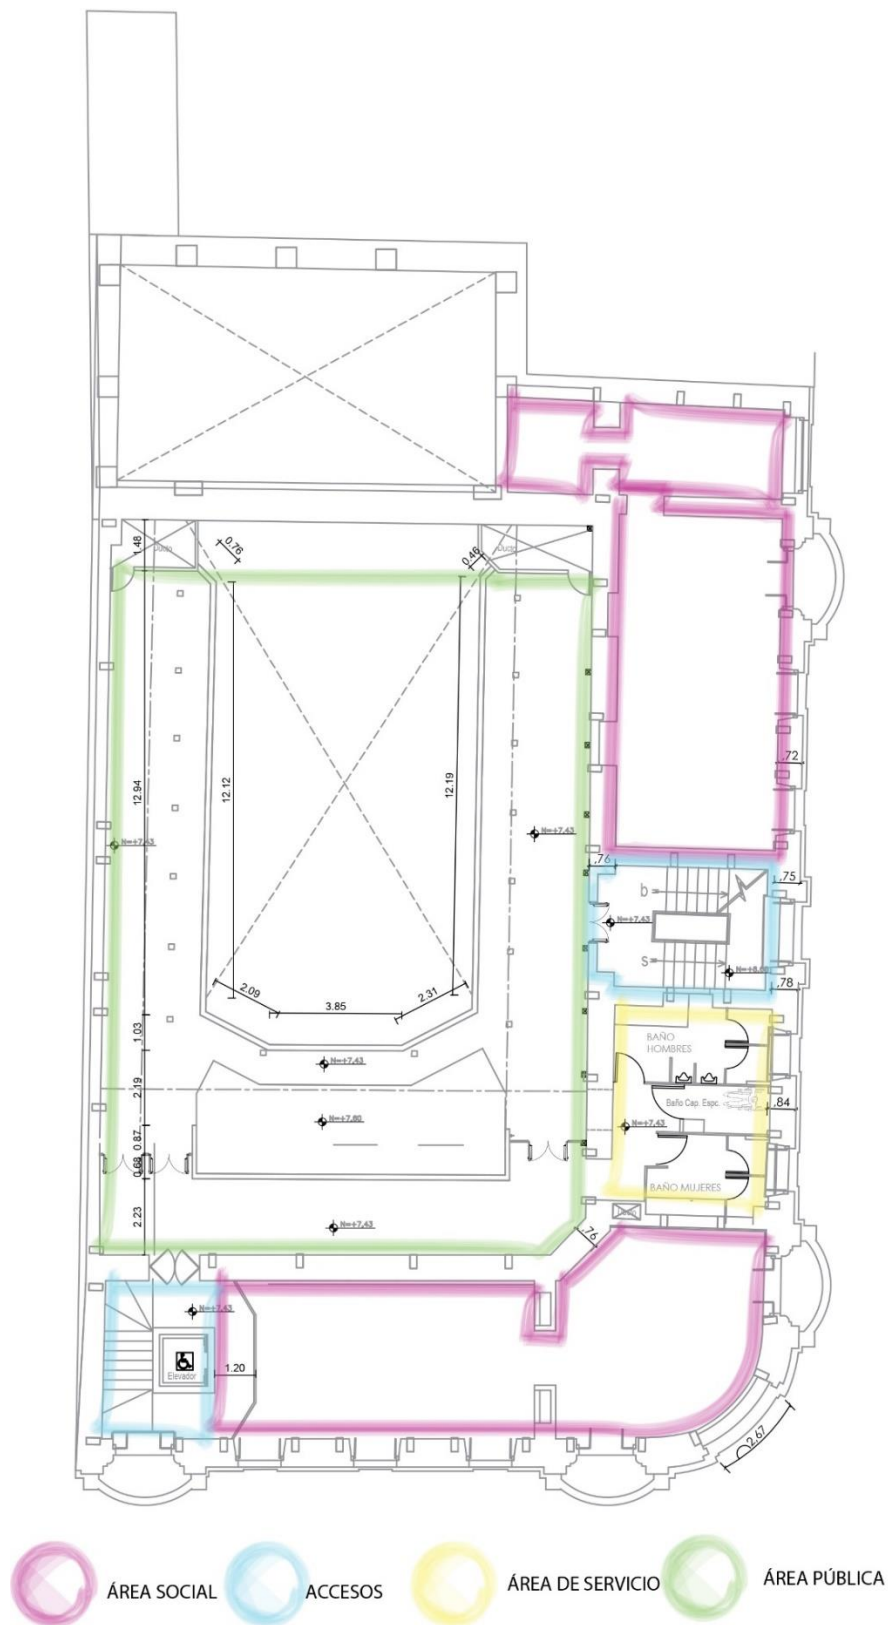 1.48
Ducto
0.76
0.46
Ducto
12.94
12.12
12.19
,72
N=+7.43
N=+7.43
,76
,75
b
N=+7.43
s
,78
2.09
3.85
2.31
1.03
BAÑO
HOMBRES
N=+7.43
2.19
Baño Cap. Espc.
,84
N=+7.60
N=+7.43
0.87
0.68
BAÑO MUJERES
2.23
N=+7.43
,76
N=+7.43
Elevador
1.20
2.67
ÁREA SOCIAL
ACCESOS
ÁREA DE SERVICIO
ÁREA PÚBLICA